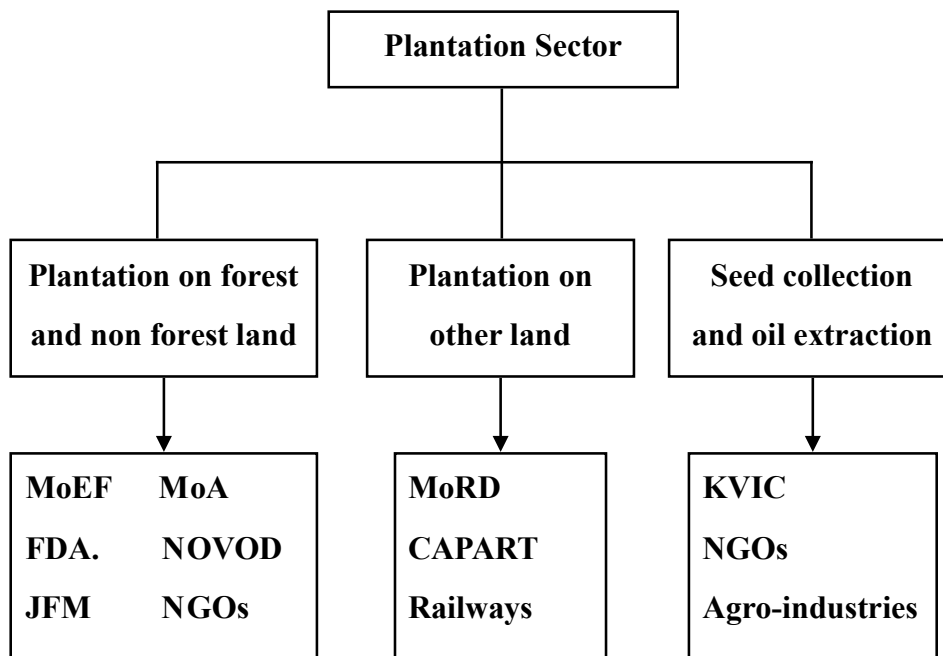 Plantation Sector
Plantation on forest
and non forest land
Plantation on
other land
Seed collection
and oil extraction
MoEF MoA
FDA. NOVOD
JFM NGOs
MoRD
CAPART
Railways
KVIC
NGOs
Agro-industries